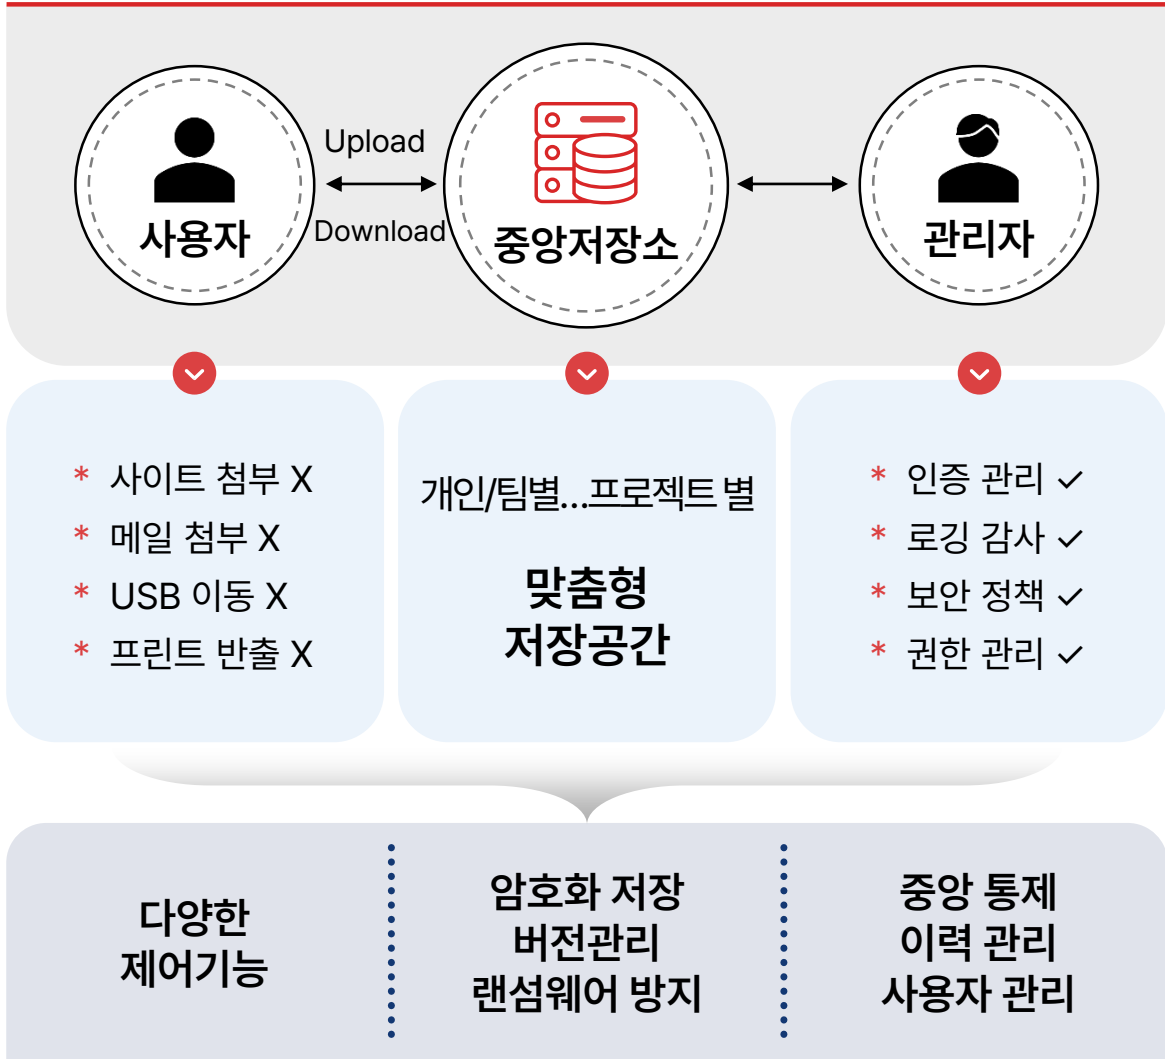 Upload
Download
사용자
중앙저장소
관리자
* 사이트 첨부 X
* 메일 첨부 X
* USB 이동 X
* 프린트 반출 X
개인/팀별...프로젝트 별
맞춤형
저장공간
* 인증 관리 ✓
* 로깅 감사 ✓
* 보안 정책 ✓
* 권한 관리 ✓
다양한
제어기능
암호화 저장
버전관리
랜섬웨어 방지
중앙 통제
이력 관리
사용자 관리